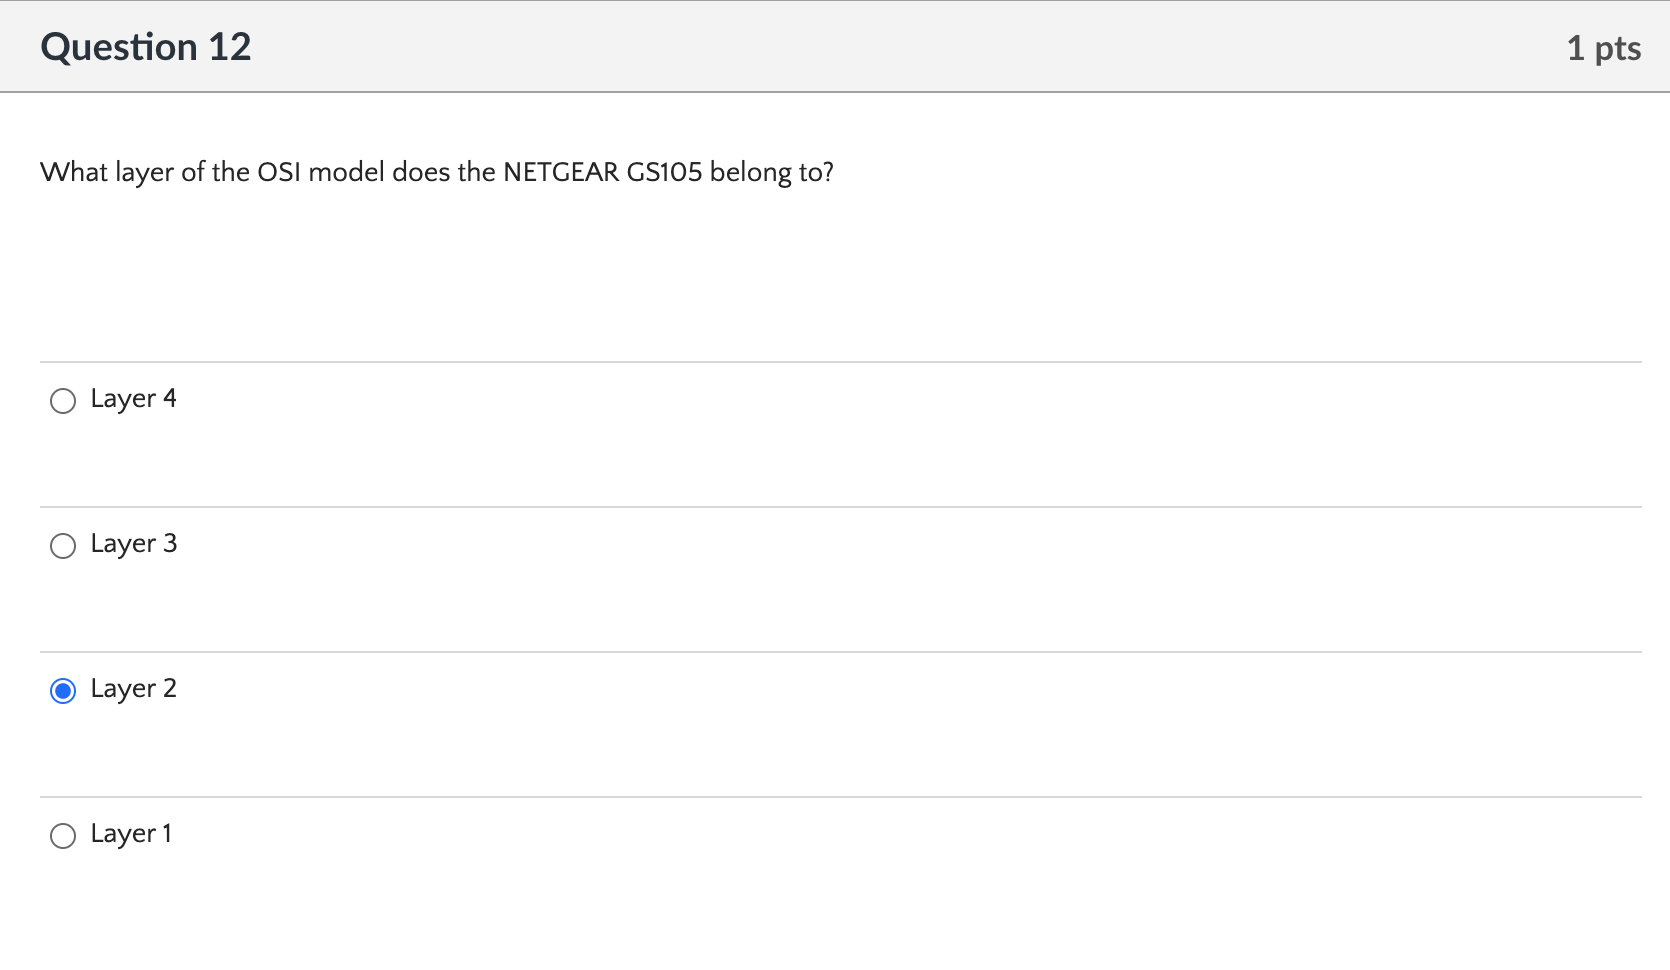 Question 12
1 pts
What layer of the OSI model does the NETGEAR GS105 belong to?
Layer 4
Layer 3
Layer 2
Layer 1